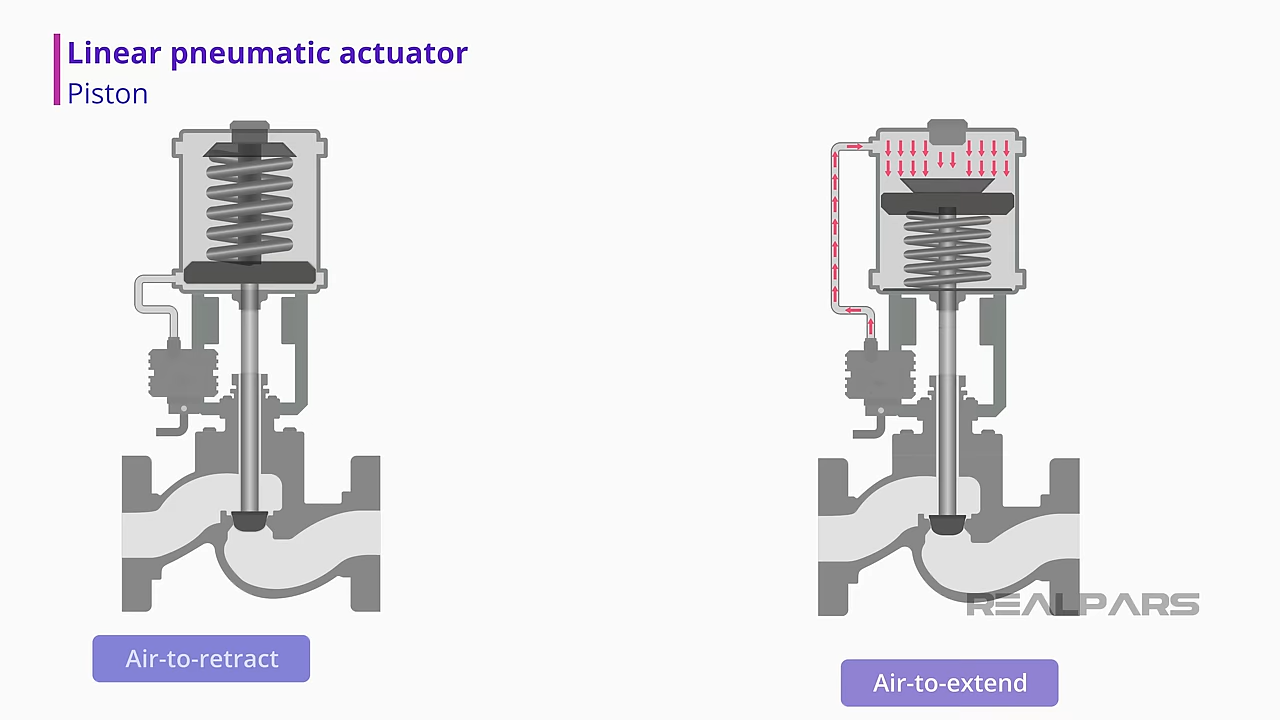 Linear pneumatic actuator
Piston
REALPARS
Air-to-retract
Air-to-extend